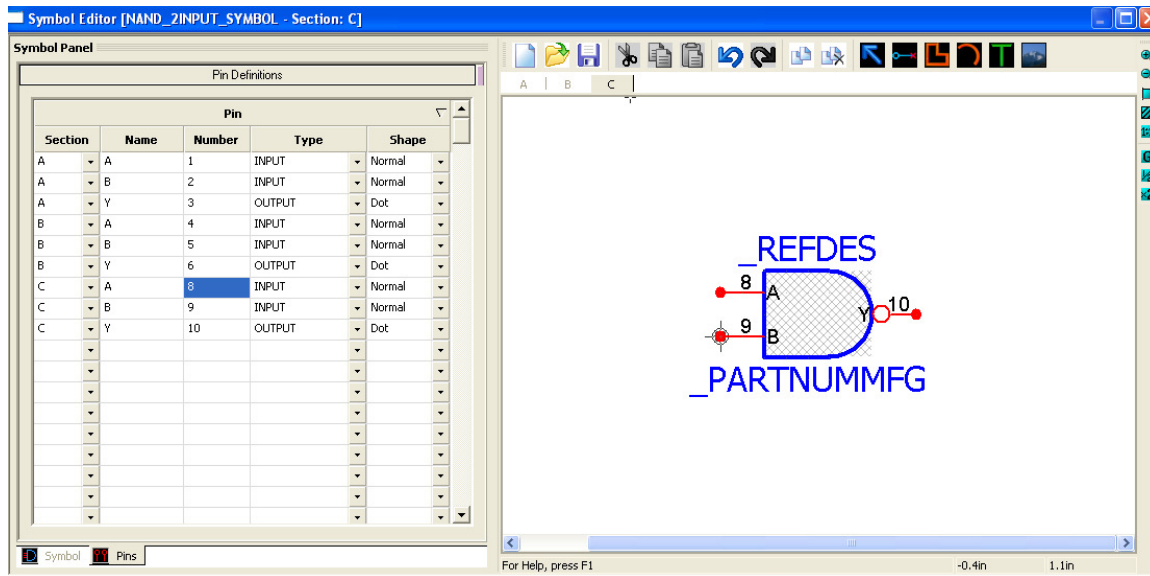 Symbol Editor [NAND_2INPUT_SYMBOL - Section: C]
Symbol Panel
Pin Definitions
Pin
Section Name Number Type Shape
A A 1 INPUT Normal
A B 2 INPUT Normal
A Y 3 OUTPUT Dot
B A 4 INPUT Normal
B B 5 INPUT Normal
B Y 6 OUTPUT Dot
C A 8 INPUT Normal
C B 9 INPUT Normal
C Y 10 OUTPUT Dot
Symbol Pins
T
A B C
_REFDES
8 A
Y 10
9 B
_PARTNUMMFG
For Help, press F1 -0.4in 1.1in